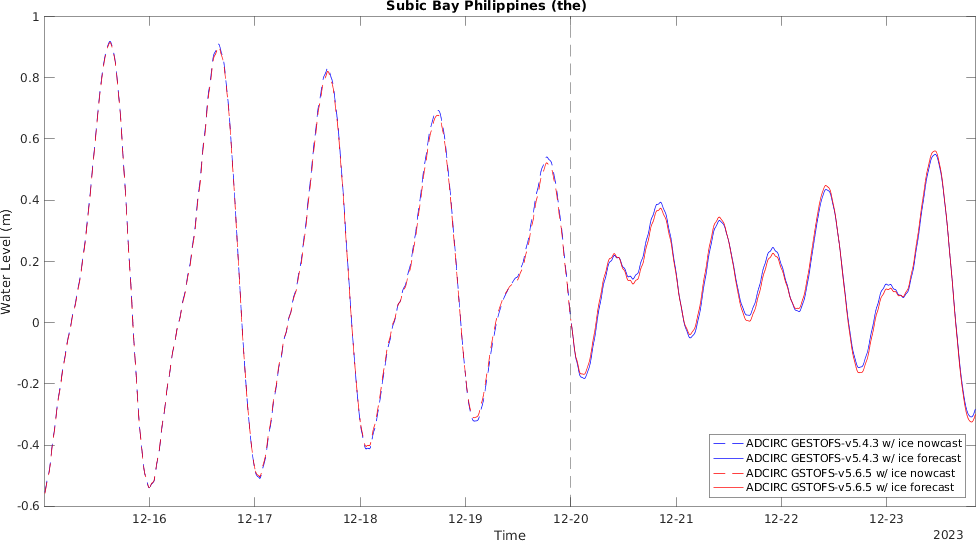 Subic Bay Philippines (the)
1
0.8
0.6
0.4
0.2
0
-0.2
-0.4
-0.6
Water Level (m)
ADCIRC GESTOFS-v5.4.3 w/ ice nowcast
ADCIRC GESTOFS-v5.4.3 w/ ice forecast
ADCIRC GSTOFS-v5.6.5 w/ ice nowcast
ADCIRC GSTOFS-v5.6.5 w/ ice forecast
12-16 12-17 12-18 12-19 12-20 12-21 12-22 12-23
Time
2023